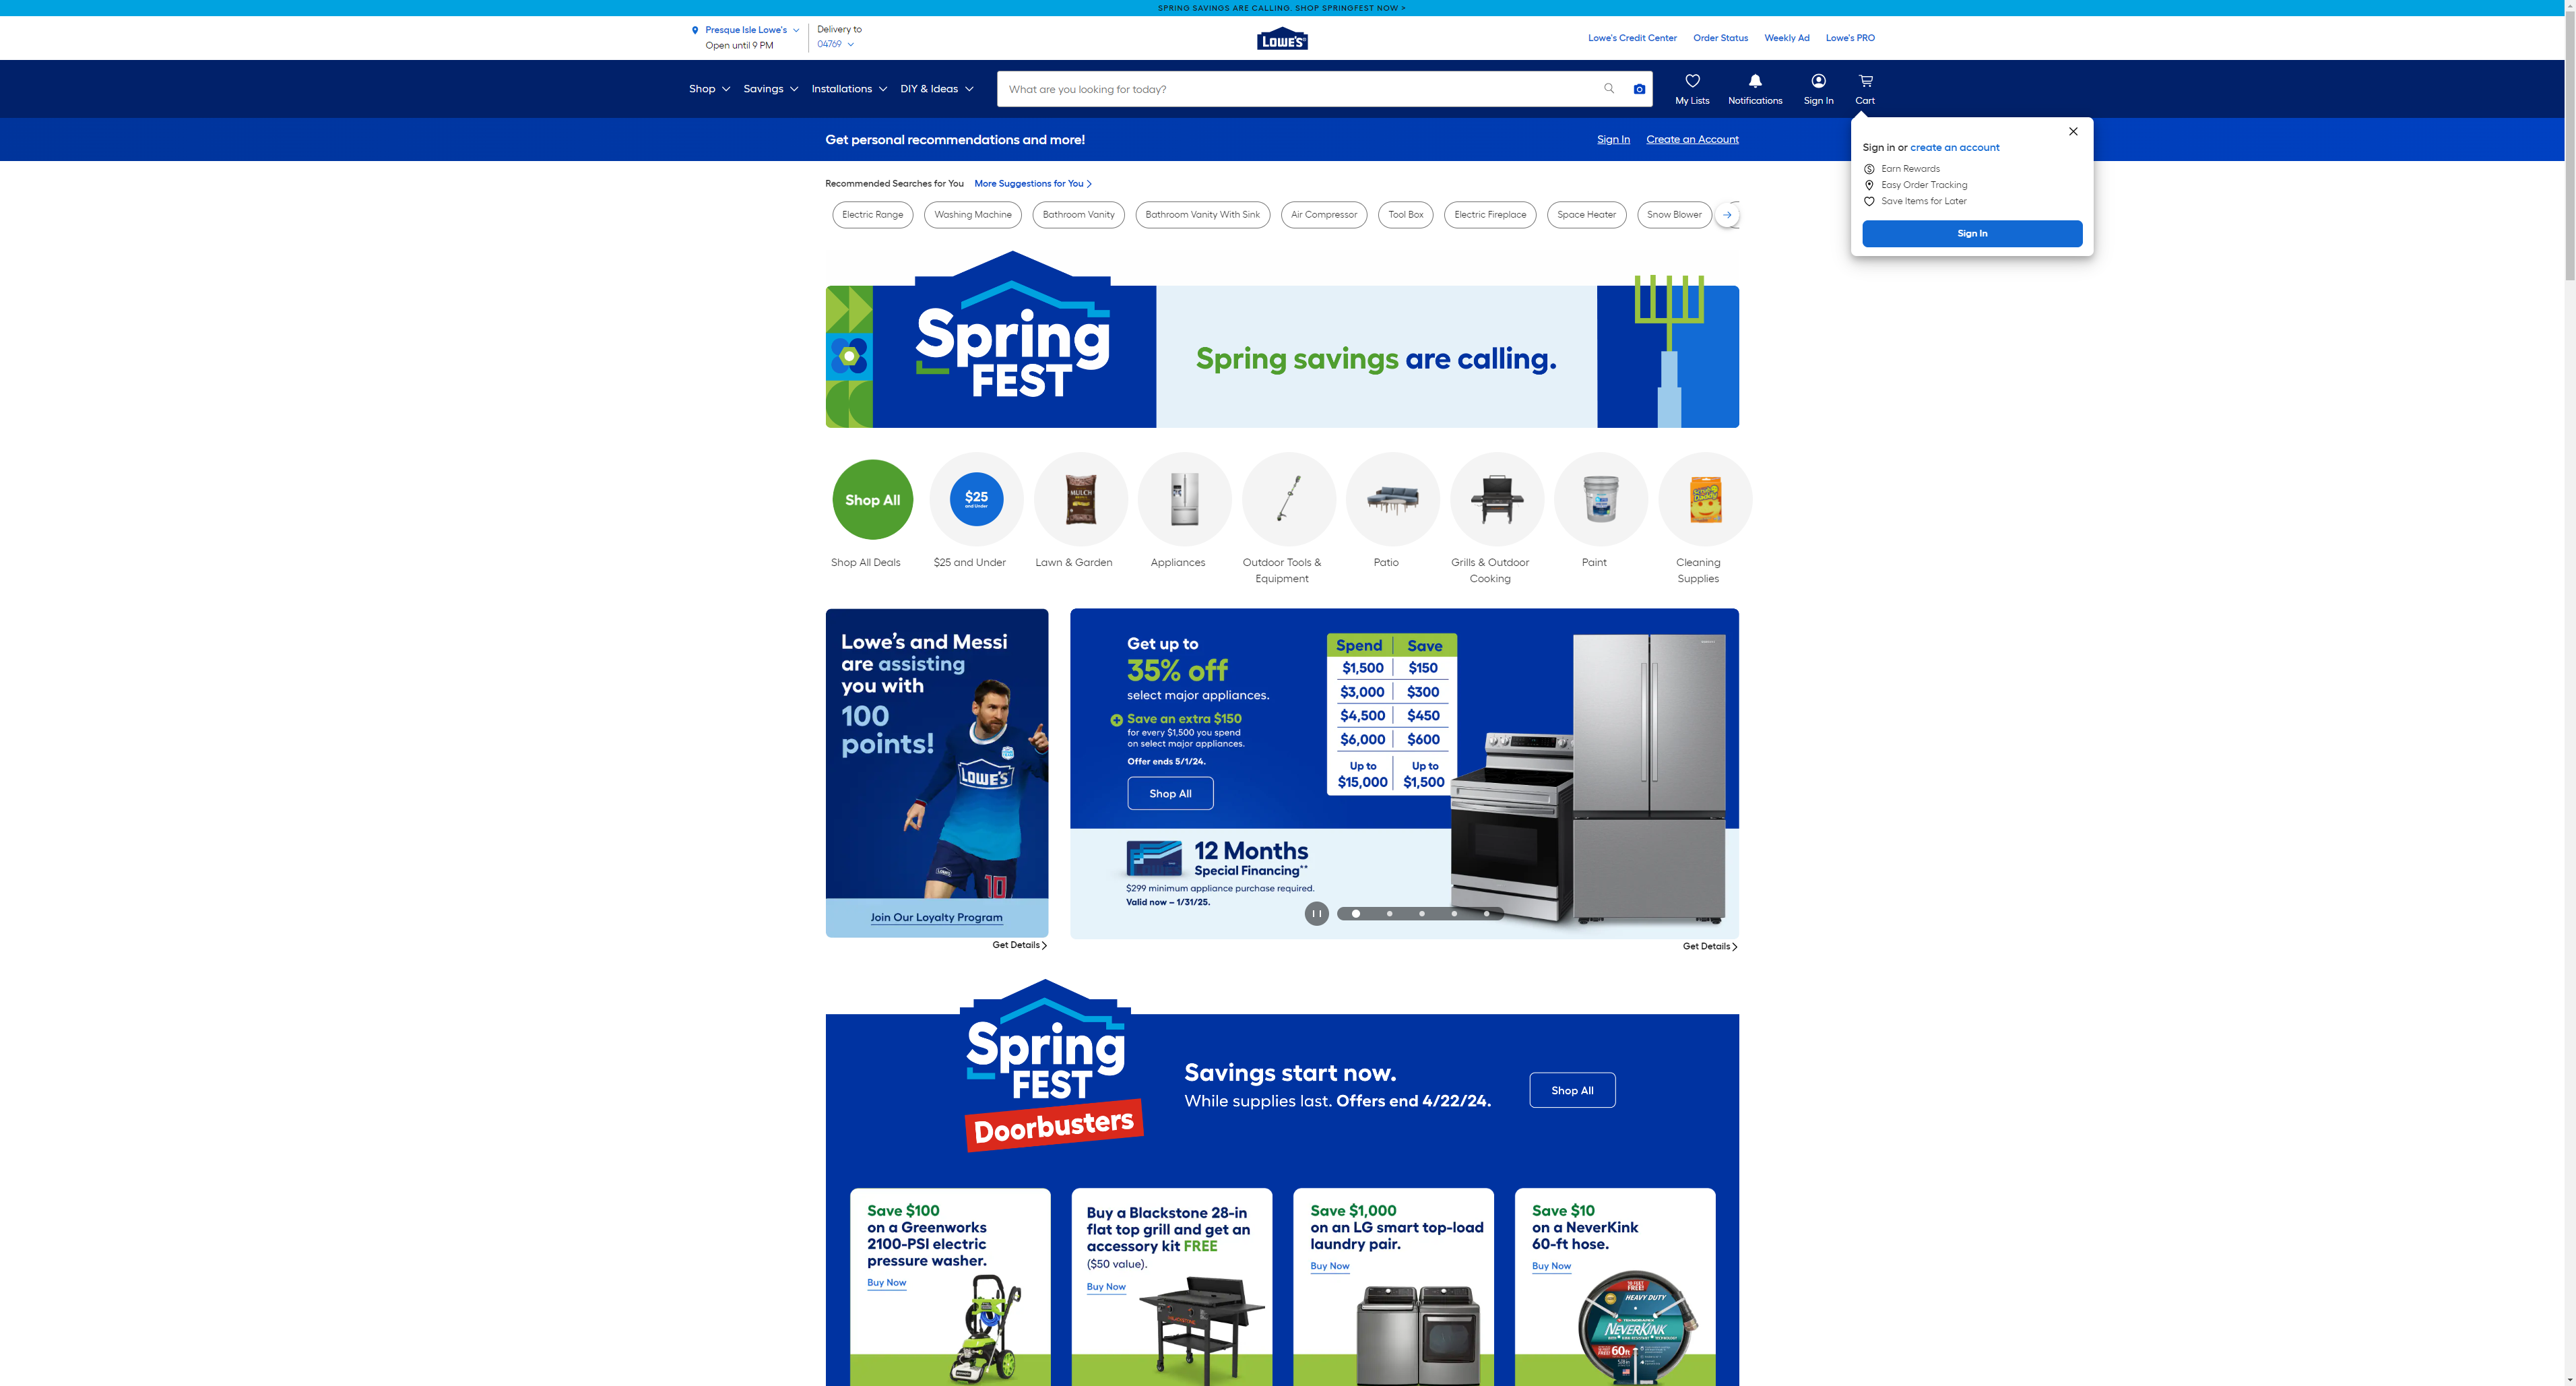 SPRING SAVINGS ARE CALLING. SHOP SPRINGFEST NOW >
Presque Isle Lowe's
Open until 9 PM
Delivery to
04769
LOWE'S
Lowe's Credit Center
Order Status
Weekly Ad
Lowe's PRO
Shop
Savings
Installations
DIY & Ideas
What are you looking for today?
My Lists
Notifications
Sign In
Cart
Get personal recommendations and more!
Sign In
Create an Account
Sign in or create an account
Earn Rewards
Easy Order Tracking
Save Items for Later
Sign In
Recommended Searches for You
More Suggestions for You
Electric Range
Washing Machine
Bathroom Vanity
Bathroom Vanity With Sink
Air Compressor
Tool Box
Electric Fireplace
Space Heater
Snow Blower
Spring
FEST
Spring savings are calling.
Shop All
$25
and Under
MULCH
Scrub
Daddy
Shop All Deals
$25 and Under
Lawn & Garden
Appliances
Outdoor Tools &
Equipment
Patio
Grills & Outdoor
Cooking
Paint
Cleaning
Supplies
Lowe's and Messi
are assisting
you with
100
points!
LOWE'S
LOWE'S
10
Join Our Loyalty Program
Get Details
Get up to
35% off
select major appliances.
Save an extra $150
for every $1,500 you spend
on select major appliances.
Offer ends 5/1/24.
Shop All
Spend Save
$1,500 $150
$3,000 $300
$4,500 $450
$6,000 $600
Up to Up to
$15,000 $1,500
12 Months
Special Financing**
$299 minimum appliance purchase required.
Valid now – 1/31/25.
Get Details
Spring
FEST
Doorbusters
Savings start now.
While supplies last. Offers end 4/22/24.
Shop All
Save $100
on a Greenworks
2100-PSI electric
pressure washer.
Buy Now
Buy a Blackstone 28-in
flat top grill and get an
accessory kit FREE
($50 value).
Buy Now
BLACKSTONE
Save $1,000
on an LG smart top-load
laundry pair.
Buy Now
Save $10
on a NeverKink
60-ft hose.
Buy Now
10 FEET
FREE!
HEAVY DUTY
NEVERKINK
60ft